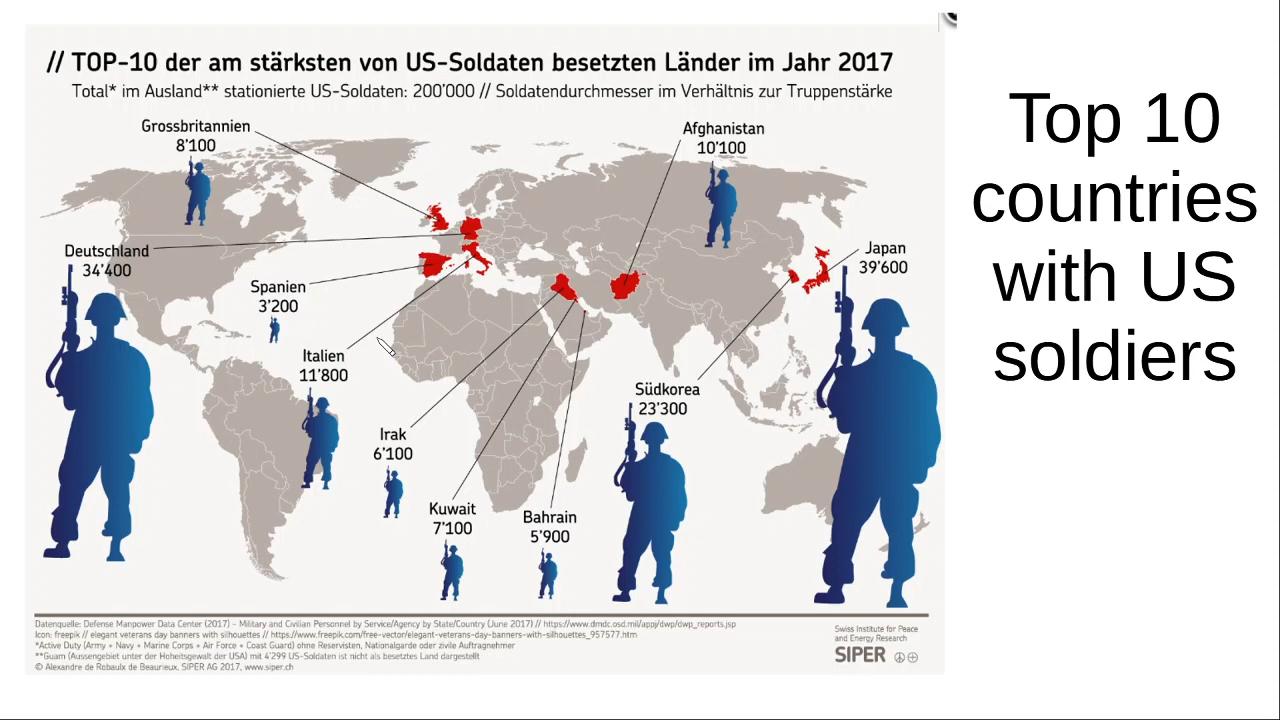 // TOP-10 der am stärksten von US-Soldaten besetzten Länder im Jahr 2017
Total* im Ausland** stationierte US-Soldaten: 200'000 // Soldatendurchmesser im Verhältnis zur Truppenstärke
Grossbritannien
8'100
Afghanistan
10'100
Deutschland
34'400
Japan
39'600
Spanien
3'200
Italien
11'800
Südkorea
23'300
Irak
6'100
Kuwait
7'100
Bahrain
5'900
Datenquelle: Defense Manpower Data Center (2017) - Military and Civilian Personnel by Service/Agency by State/Country (June 2017) // https://www.dmdc.osd.mil/appj/dwp/dwp_reports.jsp
Icon: freepik // elegant veterans day banners with silhouettes // https://www.freepik.com/free-vector/elegant-veterans-day-banners-with-silhouettes_957577.htm
*Active Duty (Army + Navy + Marine Corps + Air Force + Coast Guard) ohne Reservisten, Nationalgarde oder zivile Auftragnehmer
**Guam (Aussengebiet unter der Hoheitsgewalt der USA) mit 4'299 US-Soldaten ist nicht als besetztes Land dargestellt
© Alexandre de Robaulx de Beaurieux, SIPER AG 2017, www.siper.ch
Swiss Institute for Peace
and Energy Research
SIPER
Top 10
countries
with US
soldiers